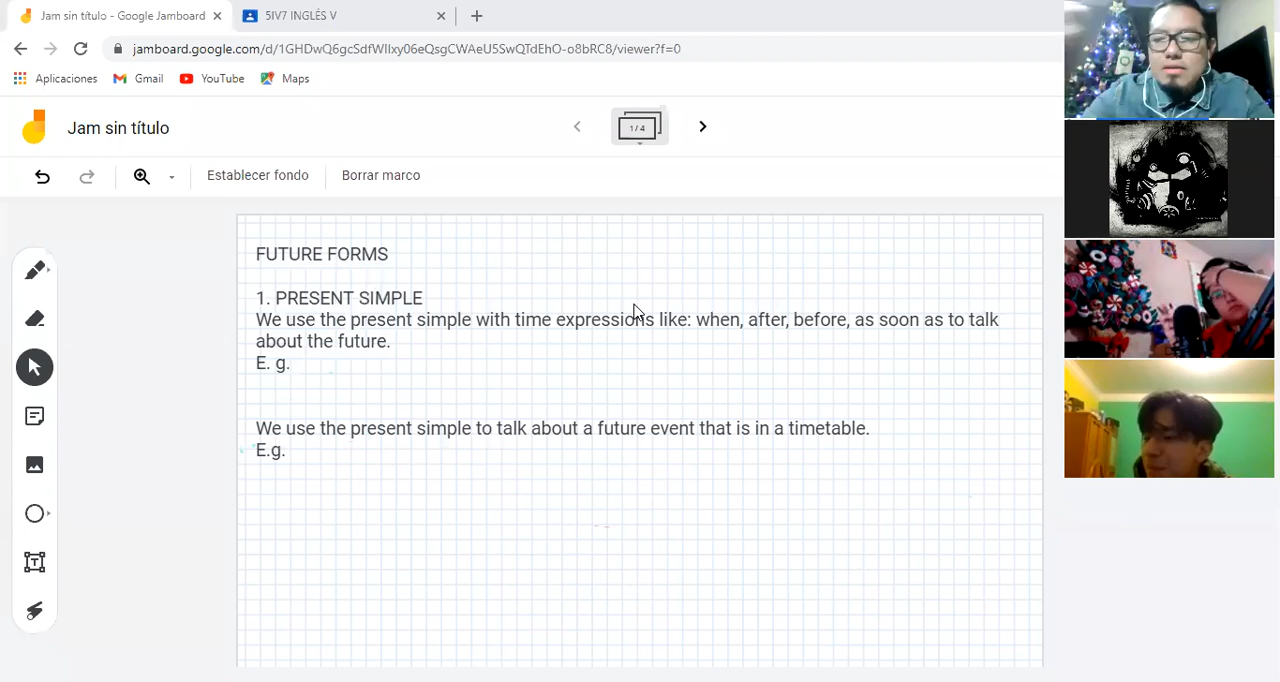 Jam sin título - Google Jamboard
5IV7 INGLÉS V
jamboard.google.com/d/1GHDwQ6gcSdfWIlxy06eQsgCWAeU5SwQTdEhO-o8bRC8/viewer?f=0
Aplicaciones
Gmail
YouTube
Maps
Jam sin título
1 / 4
Establecer fondo
Borrar marco
FUTURE FORMS
1. PRESENT SIMPLE
We use the present simple with time expressions like: when, after, before, as soon as to talk
about the future.
E. g.
We use the present simple to talk about a future event that is in a timetable.
E.g.